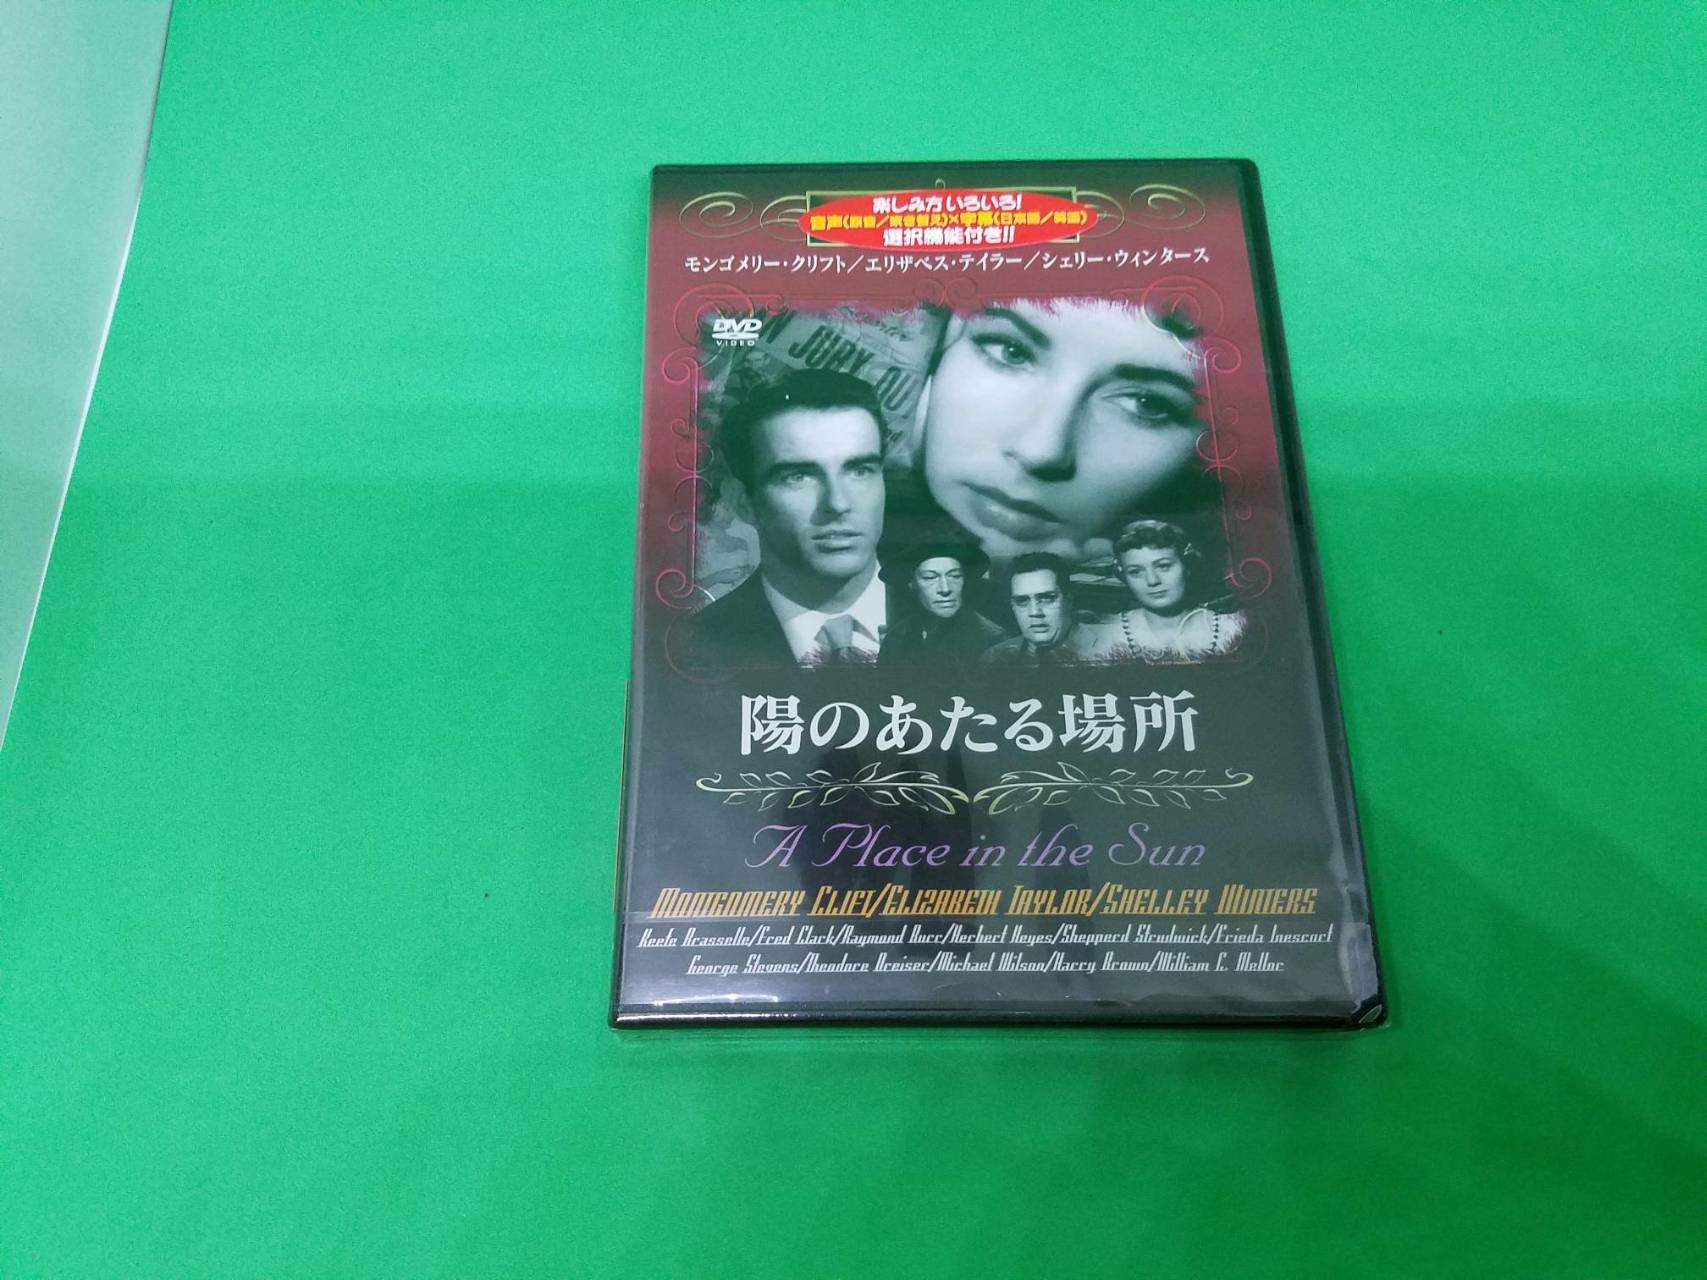 楽しみ方いろいろ!
音声(原音/吹き替え)×字幕(日本語/英語)
選択機能付き!!
モンゴメリー・クリフト/エリザベス・テイラー/シェリー・ウィンタース
DVD
VIDEO
JURY OUT
陽のあたる場所
A Place in the Sun
MONTGOMERY CLIFT/ELIZABETH TAYLOR/SHELLEY WINTERS
Keefe Brasselle/Fred Clark/Raymond Burr/Herbert Heyes/Shepperd Strudwick/Frieda Inescort
George Stevens/Theodore Dreiser/Michael Wilson/Harry Brown/William C. Mellor